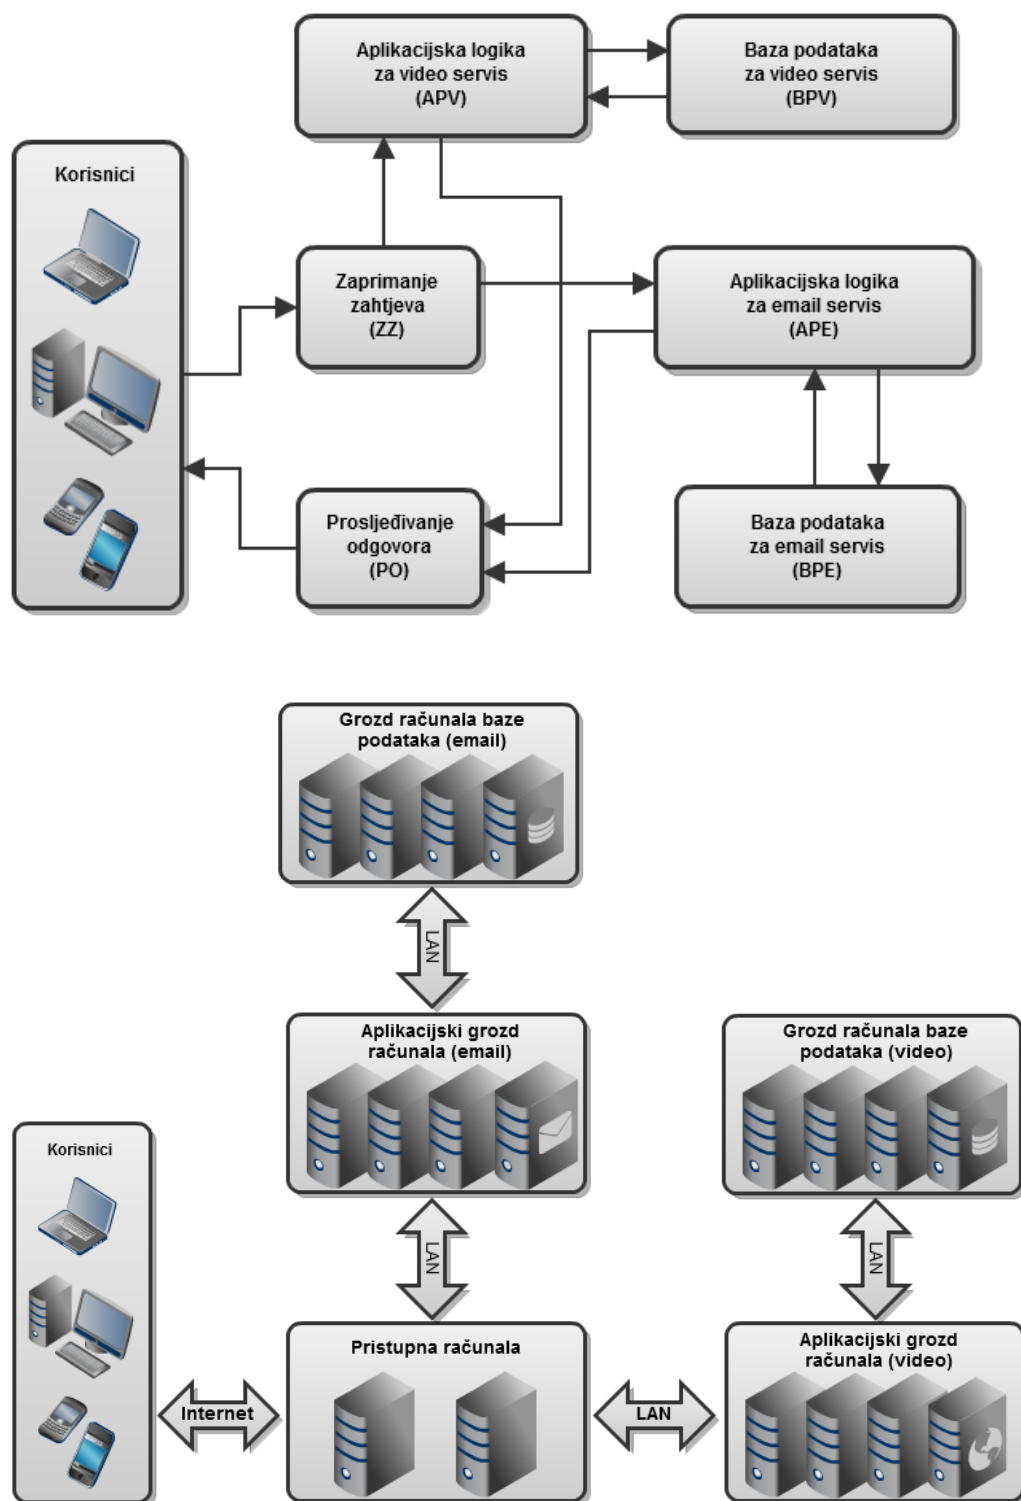 Aplikacijska logika
za video servis
(APV)
Baza podataka
za video servis
(BPV)
Korisnici
Zaprimanje
zahtjeva
(ZZ)
Aplikacijska logika
za email servis
(APE)
Prosljeđivanje
odgovora
(PO)
Baza podataka
za email servis
(BPE)
Grozd računala baze
podataka (email)
LAN
Aplikacijski grozd
računala (email)
Grozd računala baze
podataka (video)
Korisnici
LAN
LAN
Pristupna računala
Aplikacijski grozd
računala (video)
Internet
LAN